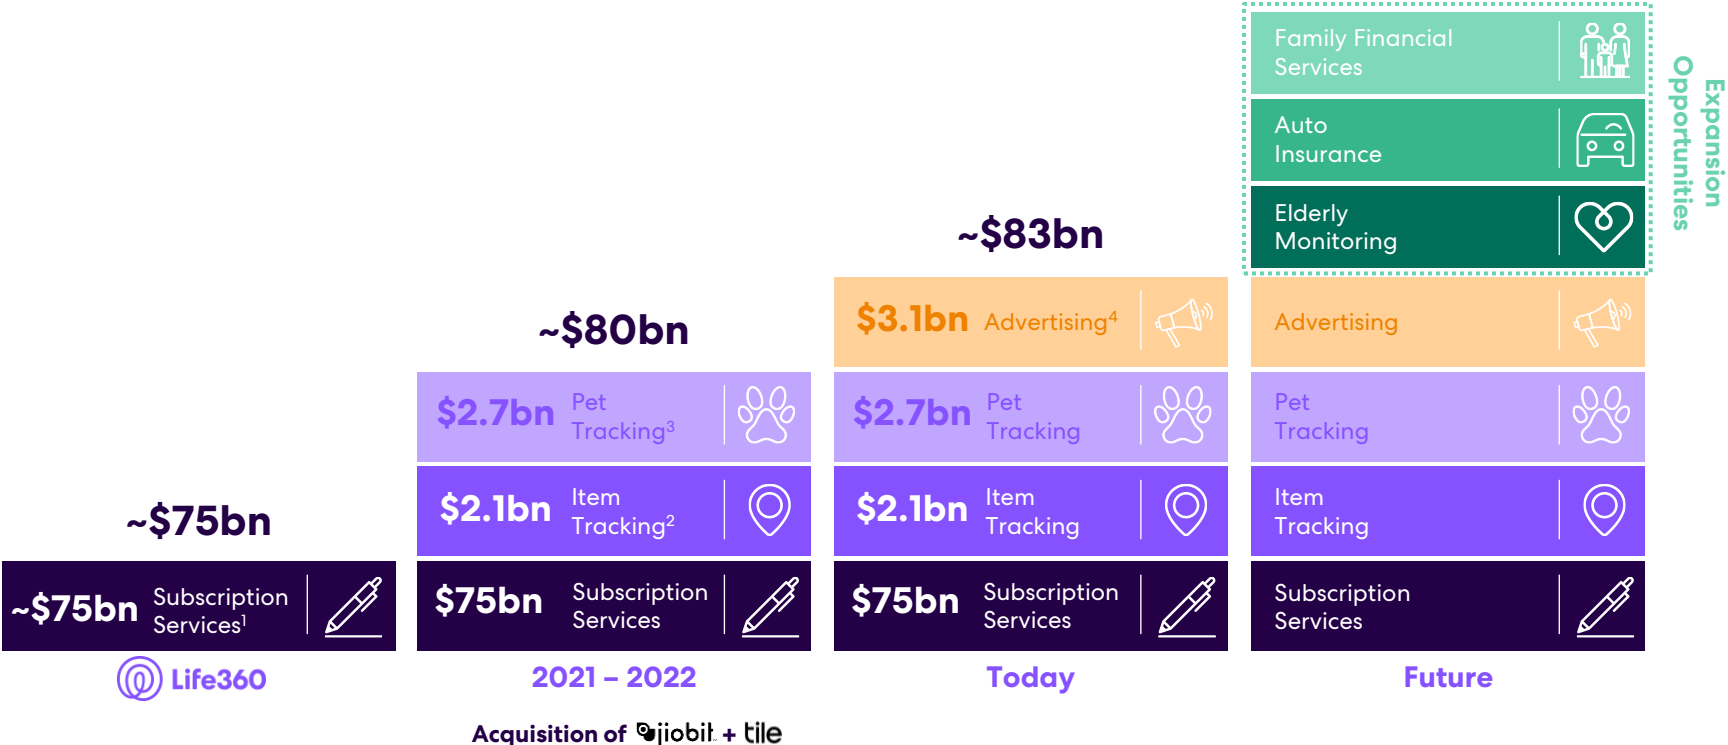 ~$75bn
~$75bn Subscription
Services¹
Life360
~$80bn
$2.7bn Pet
Tracking³
$2.1bn Item
Tracking²
$75bn Subscription
Services
2021 – 2022
Acquisition of jiobit + tile
~$83bn
$3.1bn Advertising⁴
$2.7bn Pet
Tracking
$2.1bn Item
Tracking
$75bn Subscription
Services
Today
Family Financial
Services
Auto
Insurance
Elderly
Monitoring
Advertising
Pet
Tracking
Item
Tracking
Subscription
Services
Future
Expansion
Opportunities